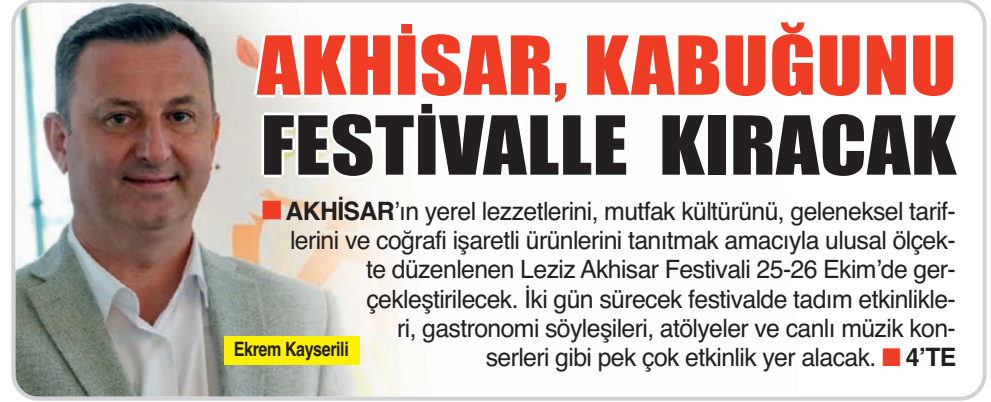 AKHİSAR, KABUĞUNU
FESTİVALLE KIRACAK
AKHİSAR'ın yerel lezzetlerini, mutfak kültürünü, geleneksel tarif-
lerini ve coğrafi işaretli ürünlerini tanıtmak amacıyla ulusal ölçek-
te düzenlenen Leziz Akhisar Festivali 25-26 Ekim'de ger-
çekleştirilecek. İki gün sürecek festivalde tadım etkinlikle-
ri, gastronomi söyleşileri, atölyeler ve canlı müzik kon-
serleri gibi pek çok etkinlik yer alacak. 4'TE
Ekrem Kayserili